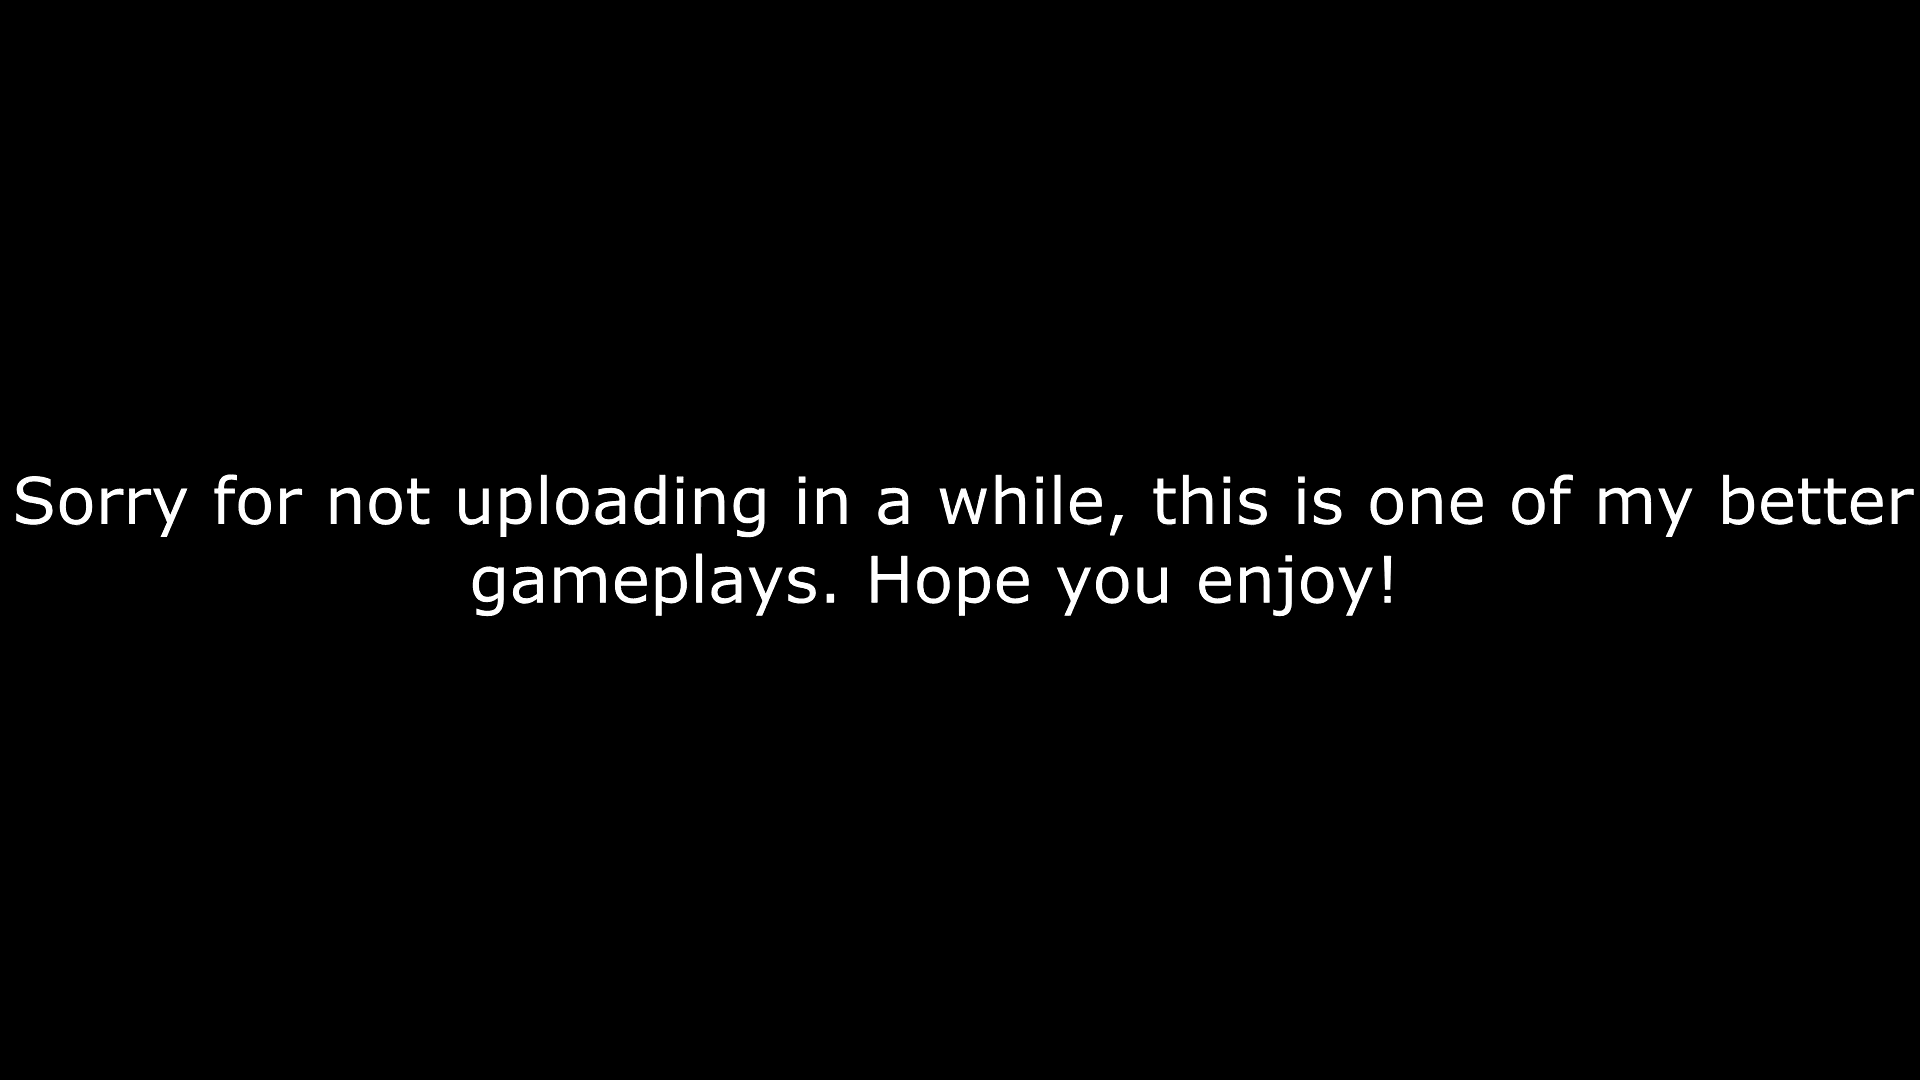 Sorry for not uploading in a while, this is one of my better
gameplays. Hope you enjoy!